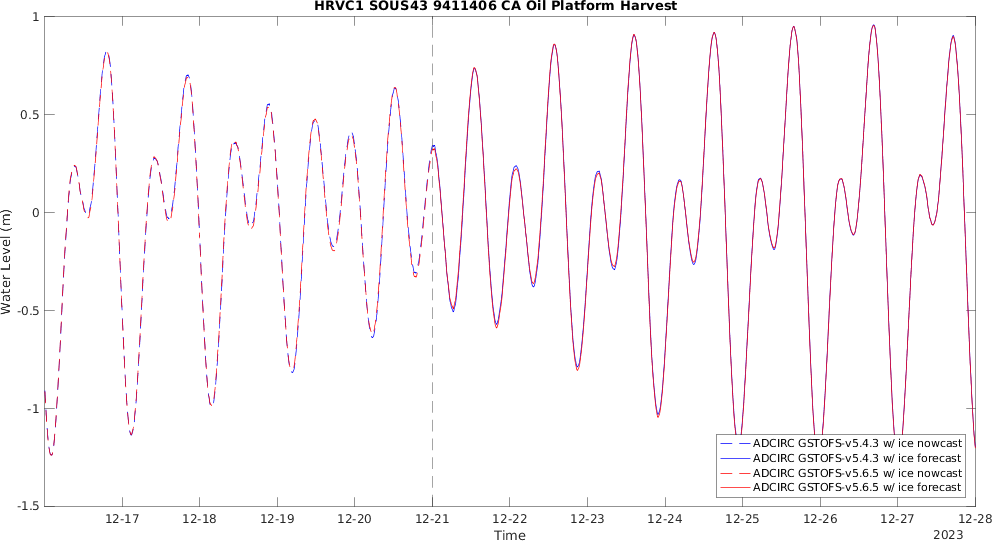 HRVC1 SOUS43 9411406 CA Oil Platform Harvest
1
0.5
0
-0.5
-1
-1.5
Water Level (m)
12-17 12-18 12-19 12-20 12-21 12-22 12-23 12-24 12-25 12-26 12-27 12-28
Time
2023
ADCIRC GSTOFS-v5.4.3 w/ ice nowcast
ADCIRC GSTOFS-v5.4.3 w/ ice forecast
ADCIRC GSTOFS-v5.6.5 w/ ice nowcast
ADCIRC GSTOFS-v5.6.5 w/ ice forecast